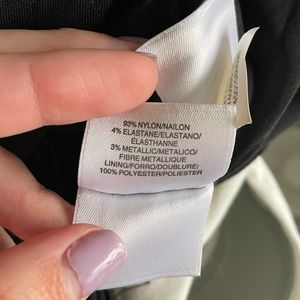 93% NYLON/NAILON
4% ELASTANE/ELASTANO/
ÉLASTHANNE
3% METALLIC/METALICO/
FIBRE METALLIQUE
LINING/FORRO/DOUBLURE:
100% POLYESTER/POLIESTER